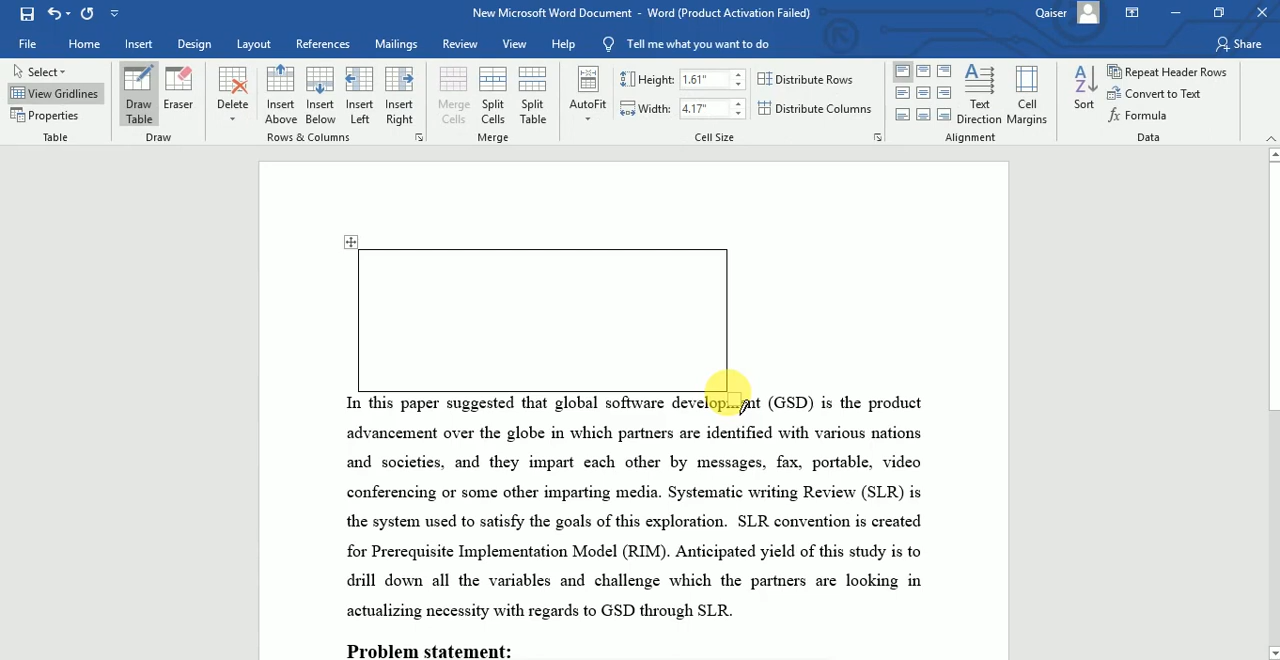 New Microsoft Word Document - Word (Product Activation Failed)
Qaiser
File Home Insert Design Layout References Mailings Review View Help Tell me what you want to do Share
Select
View Gridlines
Properties
Table
Draw Table
Eraser
Draw
Delete
Insert Above
Insert Below
Insert Left
Insert Right
Rows & Columns
Merge Cells
Split Cells
Split Table
Merge
AutoFit
Height: 1.61"
Width: 4.17"
Distribute Rows
Distribute Columns
Cell Size
Text Direction
Cell Margins
Alignment
Sort
Repeat Header Rows
Convert to Text
Formula
Data
In this paper suggested that global software development (GSD) is the product
advancement over the globe in which partners are identified with various nations
and societies, and they impart each other by messages, fax, portable, video
conferencing or some other imparting media. Systematic writing Review (SLR) is
the system used to satisfy the goals of this exploration. SLR convention is created
for Prerequisite Implementation Model (RIM). Anticipated yield of this study is to
drill down all the variables and challenge which the partners are looking in
actualizing necessity with regards to GSD through SLR.
Problem statement: